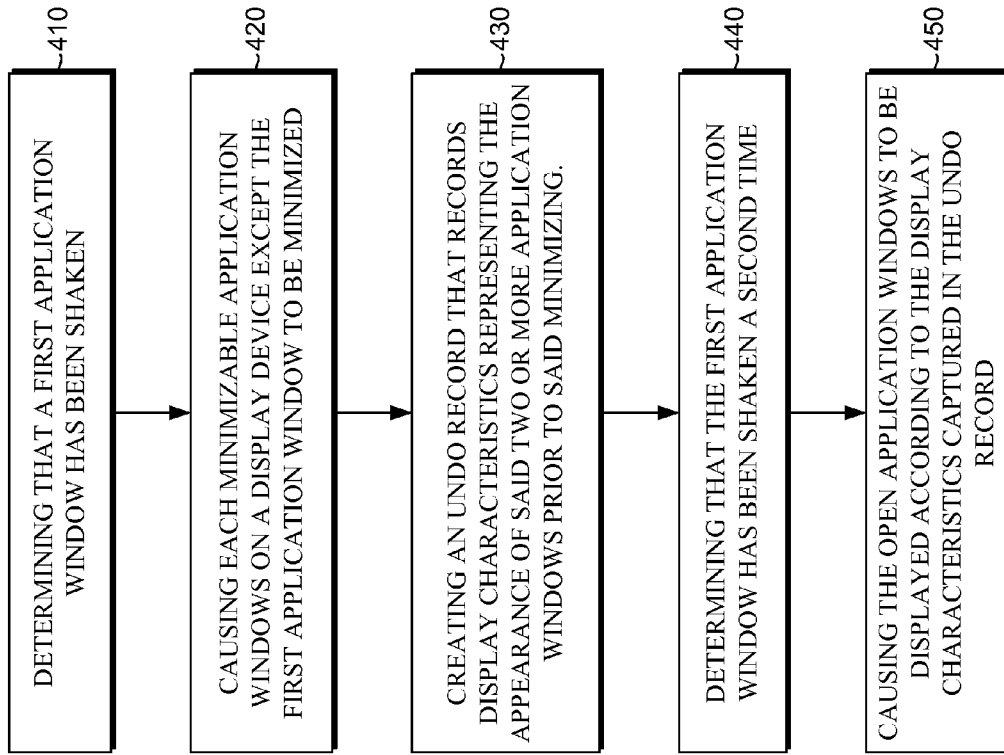 DETERMINING THAT A FIRST APPLICATION
WINDOW HAS BEEN SHAKEN
410
CAUSING EACH MINIMIZABLE APPLICATION
WINDOWS ON A DISPLAY DEVICE EXCEPT THE
FIRST APPLICATION WINDOW TO BE MINIMIZED
420
CREATING AN UNDO RECORD THAT RECORDS
DISPLAY CHARACTERISTICS REPRESENTING THE
APPEARANCE OF SAID TWO OR MORE APPLICATION
WINDOWS PRIOR TO SAID MINIMIZING.
430
DETERMINING THAT THE FIRST APPLICATION
WINDOW HAS BEEN SHAKEN A SECOND TIME
440
CAUSING THE OPEN APPLICATION WINDOWS TO BE
DISPLAYED ACCORDING TO THE DISPLAY
CHARACTERISTICS CAPTURED IN THE UNDO
RECORD
450